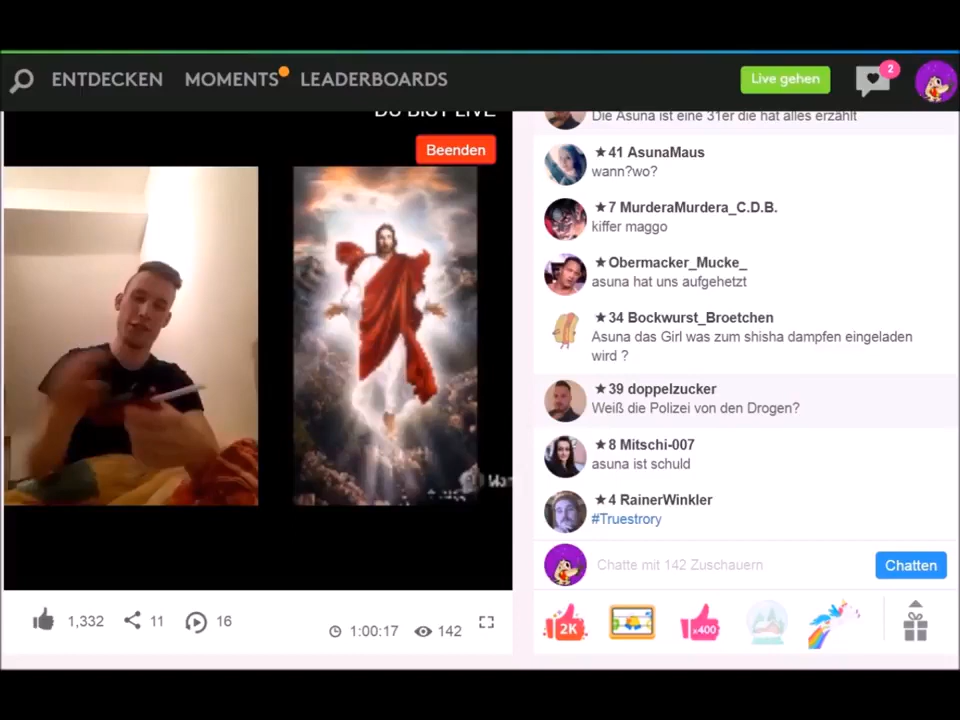 ENTDECKEN MOMENTS LEADERBOARDS Live gehen 2
DU BIST LIVE
Beenden
Die Asuna ist eine 31er die hat alles erzählt
★41 AsunaMaus
wann?wo?
★7 MurderaMurdera_C.D.B.
kiffer maggo
★Obermacker_Mucke_
asuna hat uns aufgehetzt
★34 Bockwurst_Broetchen
Asuna das Girl was zum shisha dampfen eingeladen
wird ?
★39 doppelzucker
Weiß die Polizei von den Drogen?
★8 Mitschi-007
asuna ist schuld
★4 RainerWinkler
#Truestrory
Chatte mit 142 Zuschauern Chatten
1,332 11 16 1:00:17 142
2K x400